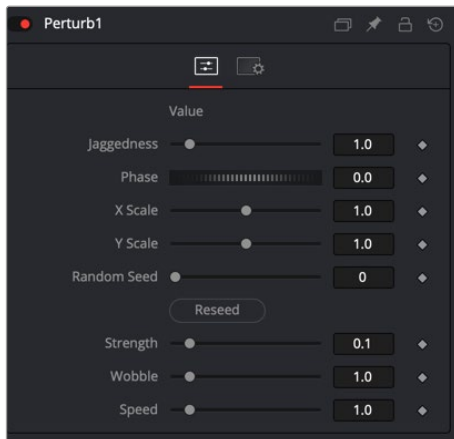 Perturb1
Value
Jaggedness 1.0
Phase 0.0
X Scale 1.0
Y Scale 1.0
Random Seed 0
Reseed
Strength 0.1
Wobble 1.0
Speed 1.0